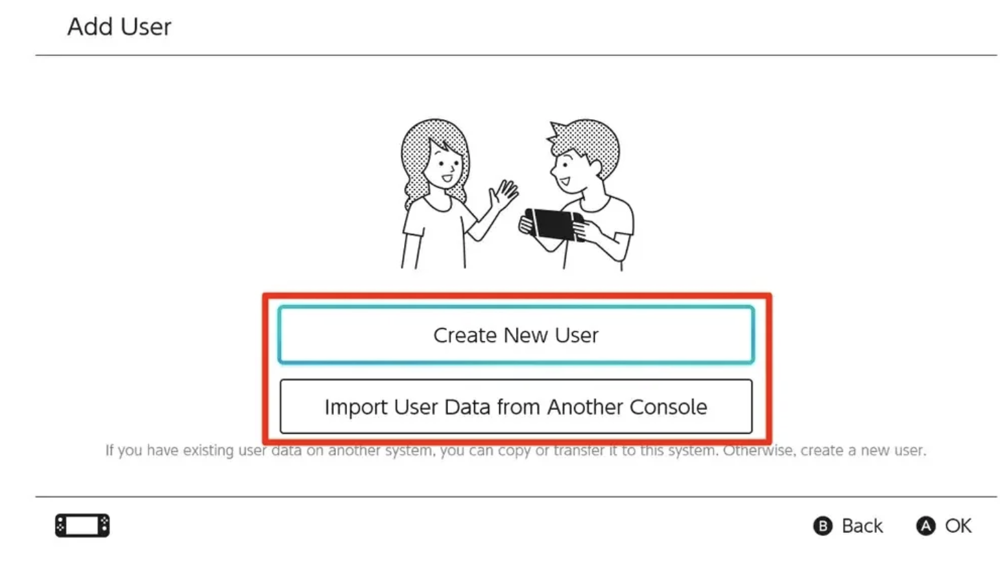 Add User
Create New User
Import User Data from Another Console
If you have existing user data on another system, you can copy or transfer it to this system. Otherwise, create a new user.
B Back A OK